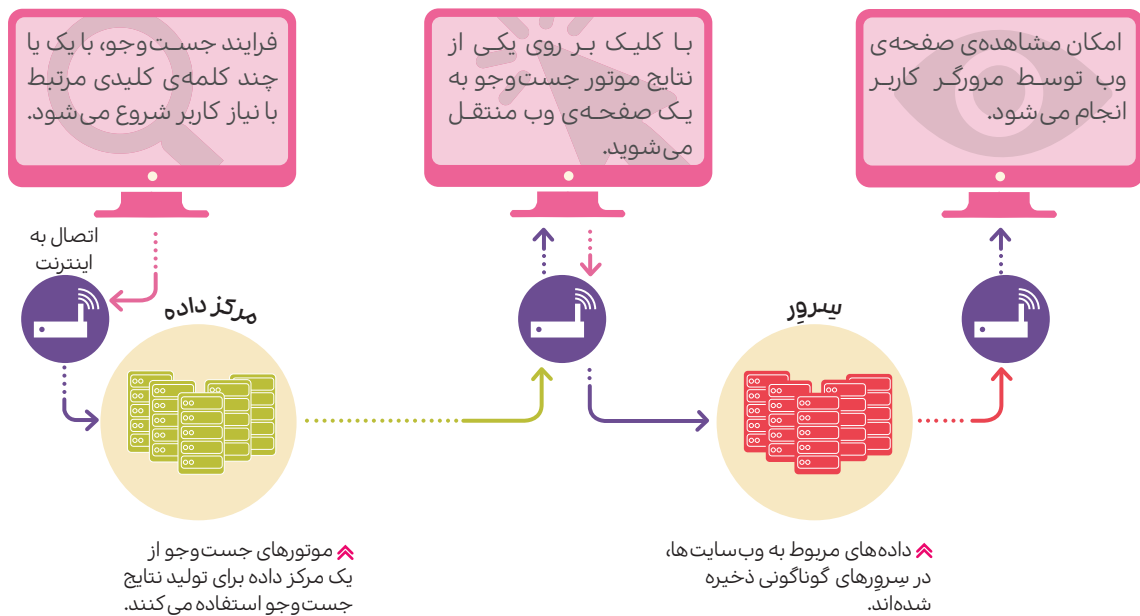 فرایند جست‌وجو، با یک یا
چند کلمه‌ی کلیدی مرتبط
با نیاز کاربر شروع می‌شود.
با کلیک بر روی یکی از
نتایج موتور جست‌وجو به
یک صفحه‌ی وب منتقل
می‌شوید.
امکان مشاهده‌ی صفحه‌ی
وب توسط مرورگر کاربر
انجام می‌شود.
اتصال به
اینترنت
مرکز داده
سِروِر
موتورهای جست‌وجو از
یک مرکز داده برای تولید نتایج
جست‌وجو استفاده می‌کنند.
داده‌های مربوط به وب‌سایت‌ها،
در سِروِرهای گوناگونی ذخیره
شده‌اند.